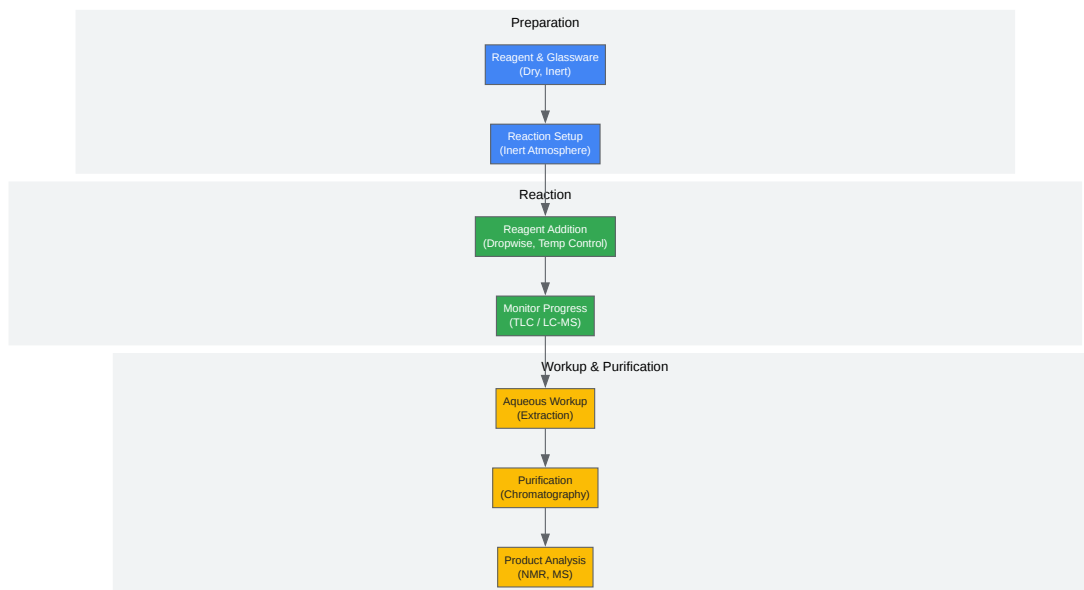 Preparation
Reagent & Glassware
(Dry, Inert)
Reaction Setup
(Inert Atmosphere)
Reaction
Reagent Addition
(Dropwise, Temp Control)
Monitor Progress
(TLC / LC-MS)
Workup & Purification
Aqueous Workup
(Extraction)
Purification
(Chromatography)
Product Analysis
(NMR, MS)